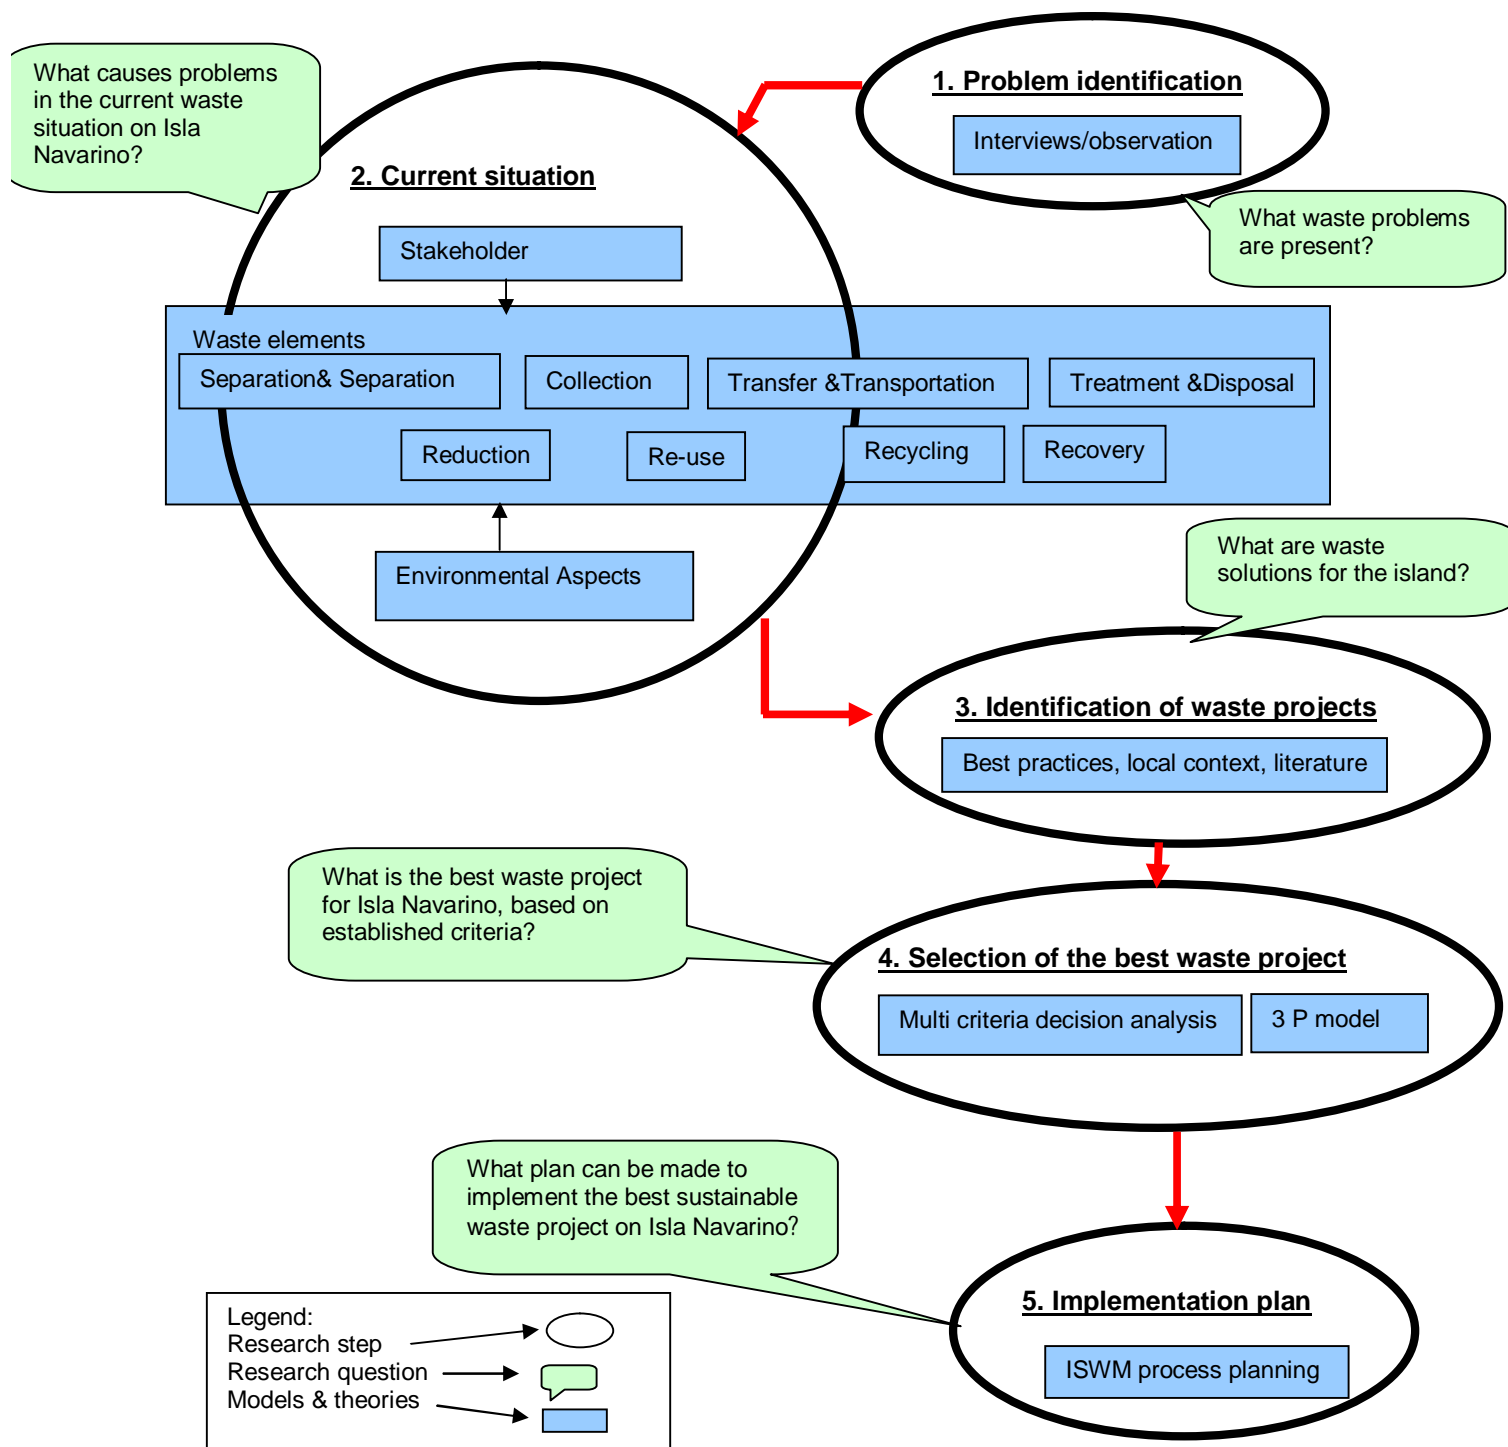 What causes problems
in the current waste
situation on Isla
Navarino?
1. Problem identification
Interviews/observation
What waste problems
are present?
2. Current situation
Stakeholder
Waste elements
Separation& Separation
Collection
Transfer &Transportation
Treatment &Disposal
Reduction
Re-use
Recycling
Recovery
Environmental Aspects
What are waste
solutions for the island?
3. Identification of waste projects
Best practices, local context, literature
What is the best waste project
for Isla Navarino, based on
established criteria?
4. Selection of the best waste project
Multi criteria decision analysis
3 P model
What plan can be made to
implement the best sustainable
waste project on Isla Navarino?
5. Implementation plan
ISWM process planning
Legend:
Research step
Research question
Models & theories